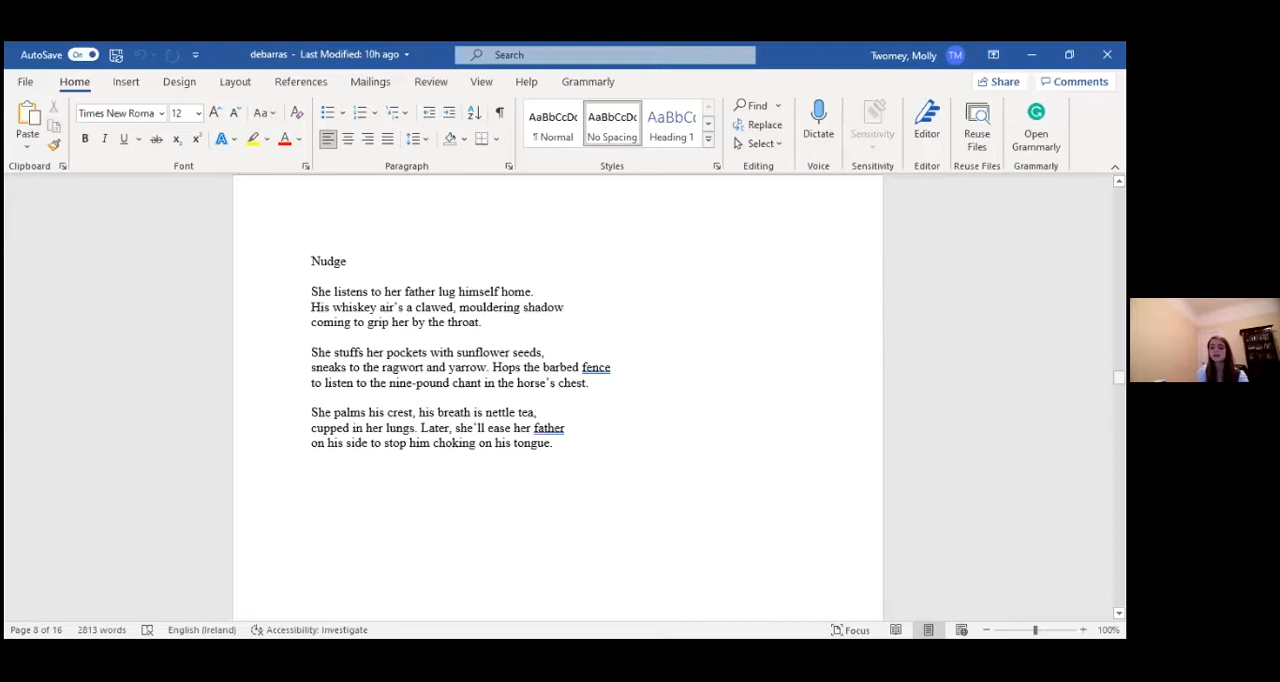 AutoSave On debarras - Last Modified: 10h ago Search Twomey, Molly TM
File Home Insert Design Layout References Mailings Review View Help Grammarly Share Comments
Times New Roma 12 Aa AaBbCcDc AaBbCcDc AaBbCc Find
Paste Replace Dictate Sensitivity Editor Reuse Files Open Grammarly
B I U ab x₂ x² A A Normal No Spacing Heading 1 Select
Clipboard Font Paragraph Styles Editing Voice Sensitivity Editor Reuse Files Grammarly
Nudge
She listens to her father lug himself home.
His whiskey air's a clawed, mouldering shadow
coming to grip her by the throat.
She stuffs her pockets with sunflower seeds,
sneaks to the ragwort and yarrow. Hops the barbed fence
to listen to the nine-pound chant in the horse's chest.
She palms his crest, his breath is nettle tea,
cupped in her lungs. Later, she'll ease her father
on his side to stop him choking on his tongue.
Page 8 of 16 2813 words English (Ireland) Accessibility: Investigate Focus 100%